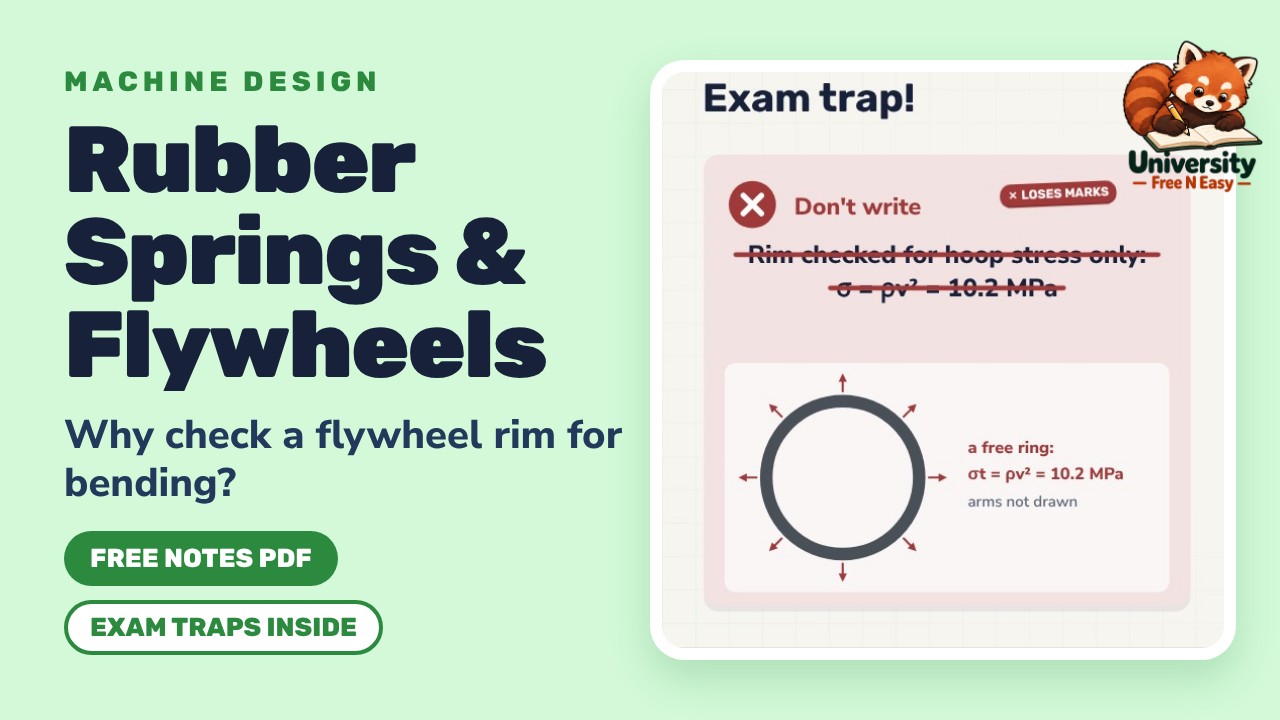 MACHINE DESIGN
Rubber
Springs &
Flywheels
Why check a flywheel rim for
bending?
FREE NOTES PDF
EXAM TRAPS INSIDE
Exam trap!
Don't write
× LOSES MARKS
Rim checked for hoop stress only:
σ = ρv² = 10.2 MPa
a free ring:
σt = ρv² = 10.2 MPa
arms not drawn
University
Free N Easy